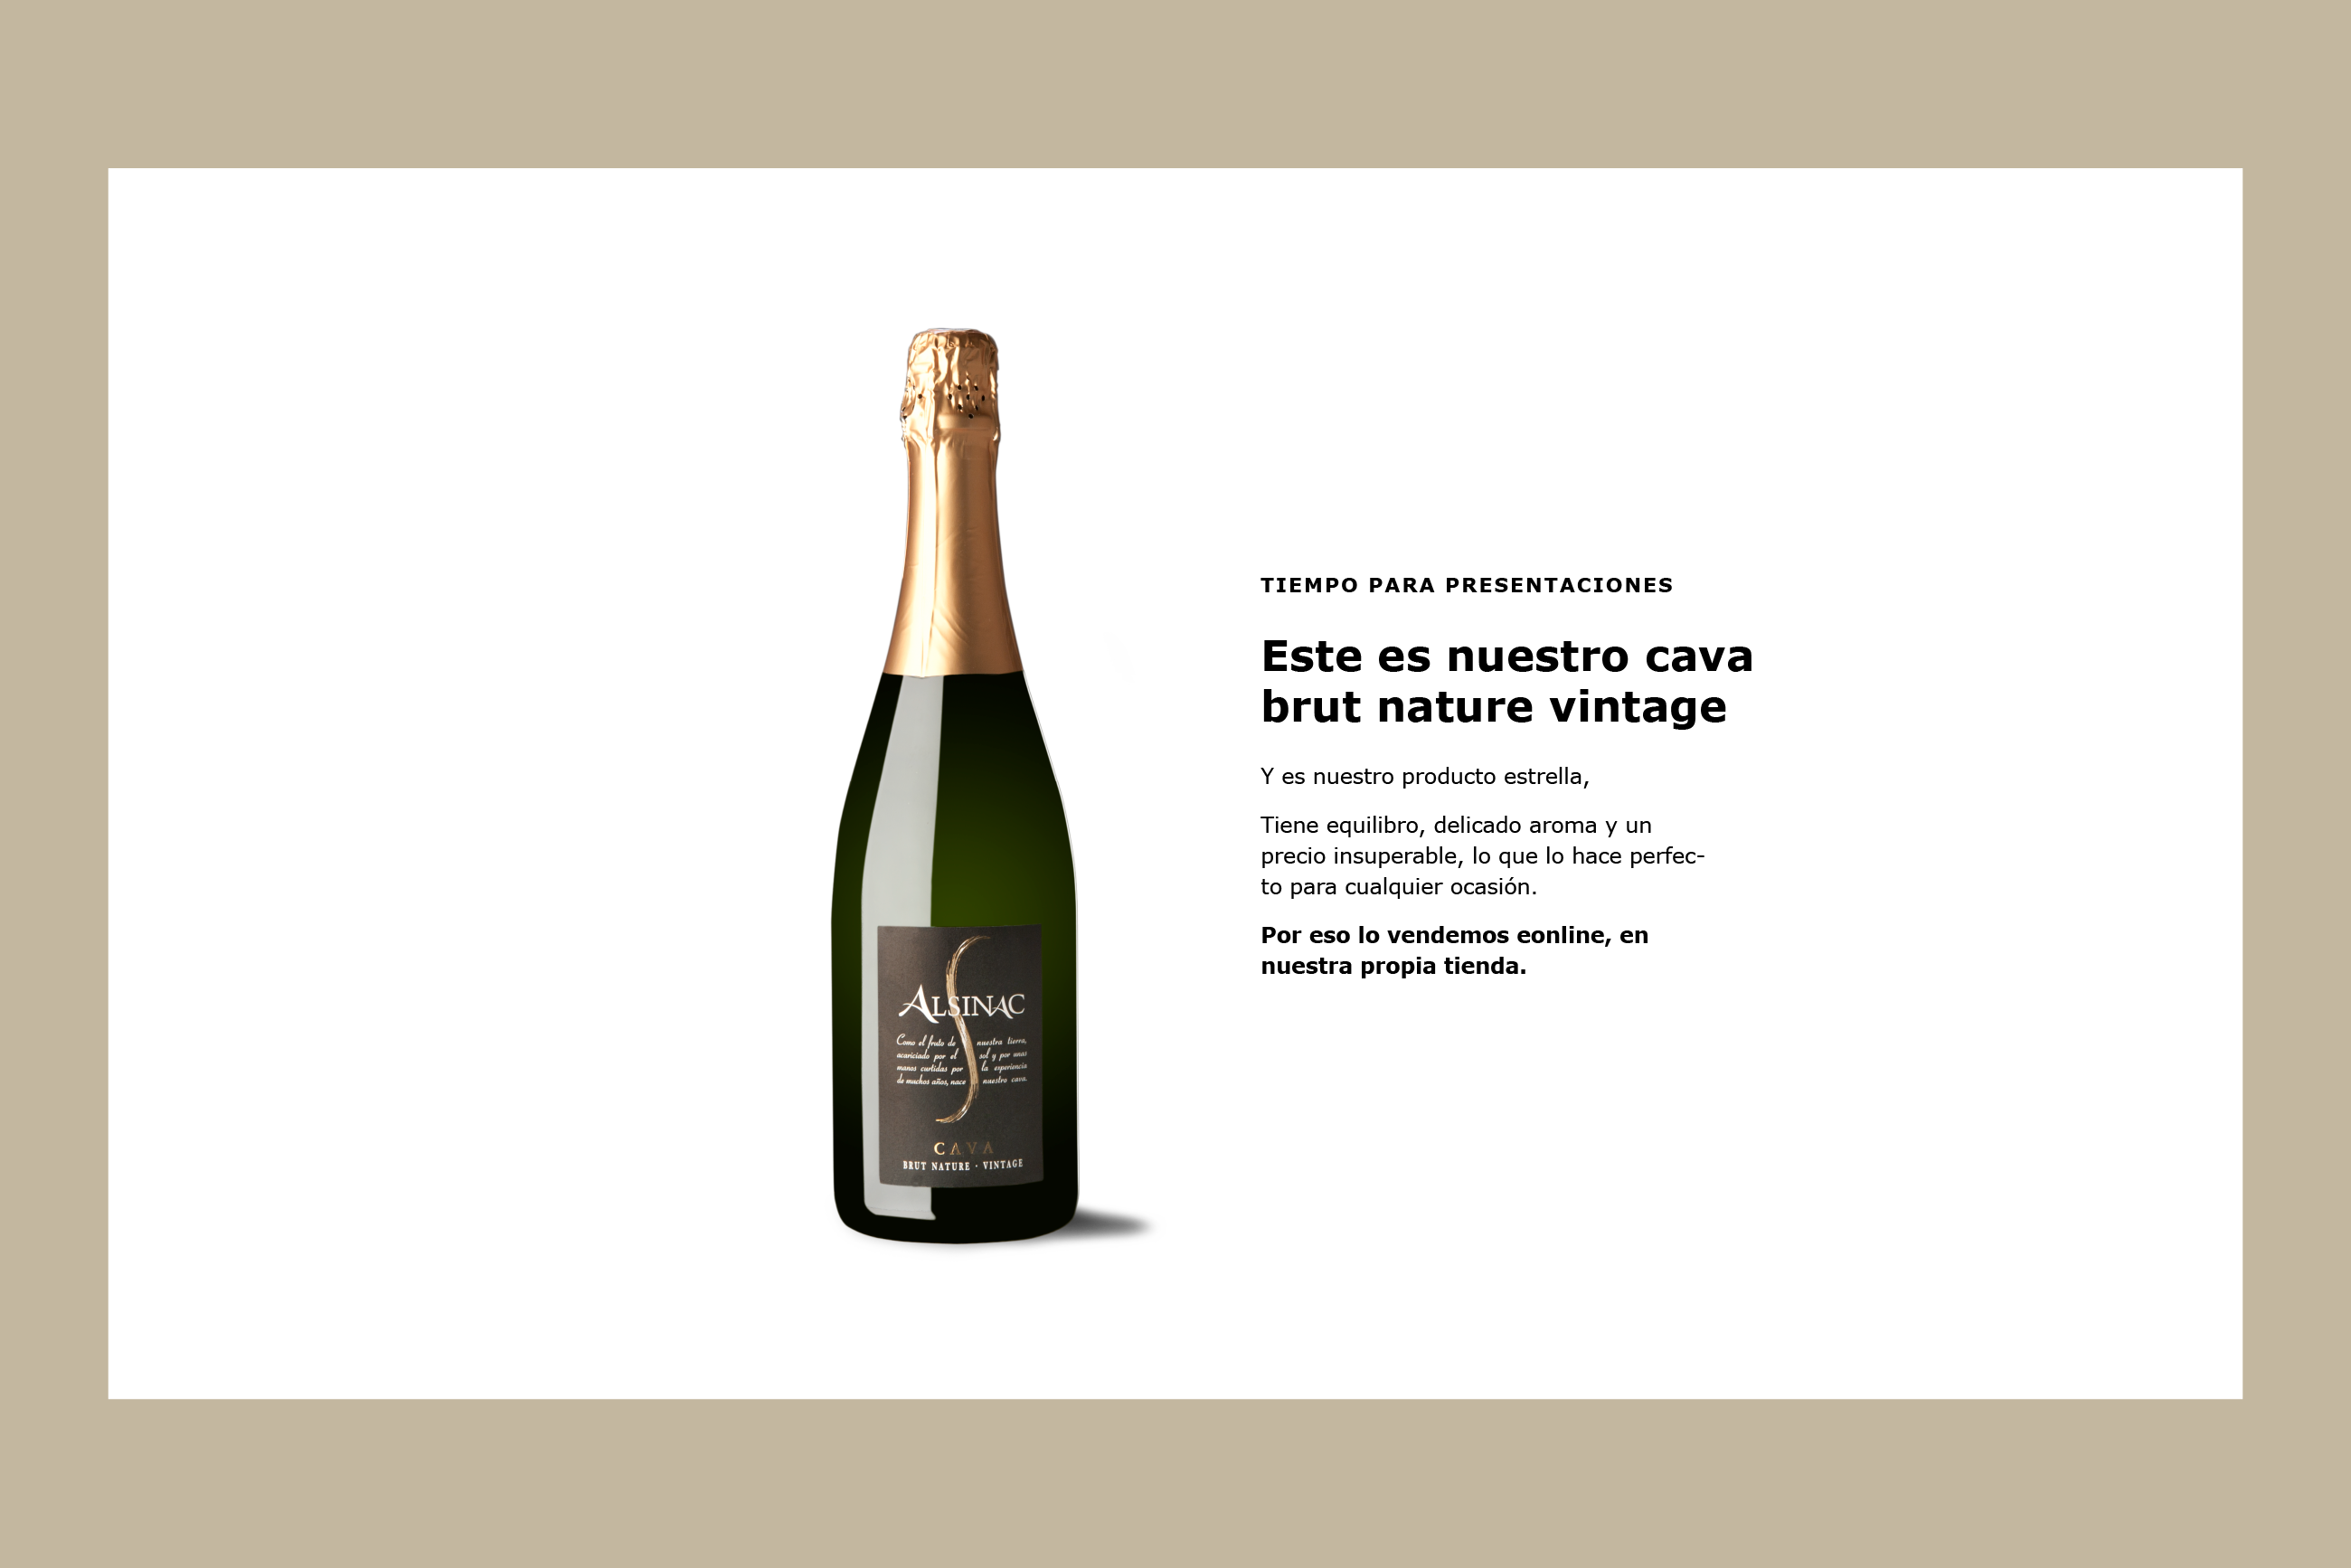 TIEMPO PARA PRESENTACIONES
Este es nuestro cava
brut nature vintage
Y es nuestro producto estrella,
Tiene equilibro, delicado aroma y un
precio insuperable, lo que lo hace perfec-
to para cualquier ocasión.
Por eso lo vendemos eonline, en
nuestra propia tienda.
ALSINAC
Como el fruto de nuestra tierra,
acariciado por el sol y por unas
manos curtidas por la experiencia
de muchos años, nace nuestro cava.
CAVA
BRUT NATURE · VINTAGE